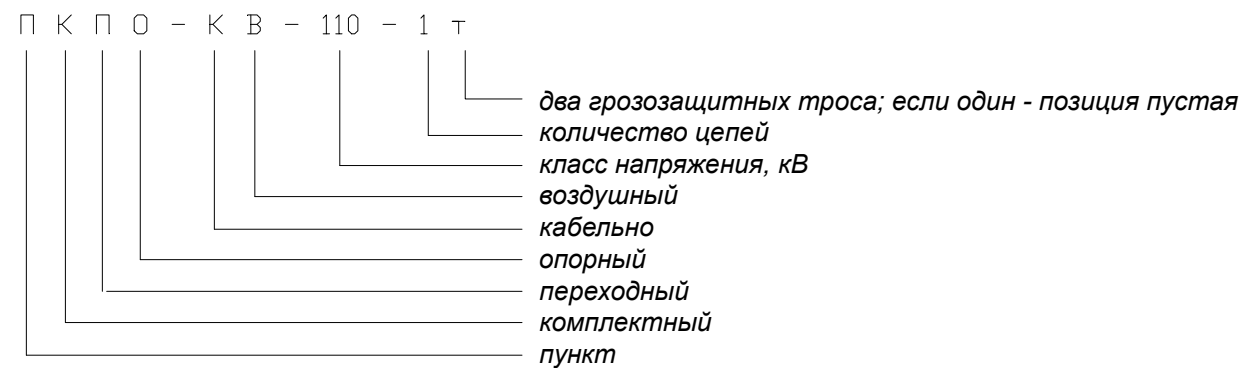 П К П О - К В - 110 - 1 т
два грозозащитных троса; если один - позиция пустая
количество цепей
класс напряжения, кВ
воздушный
кабельно
опорный
переходный
комплектный
пункт